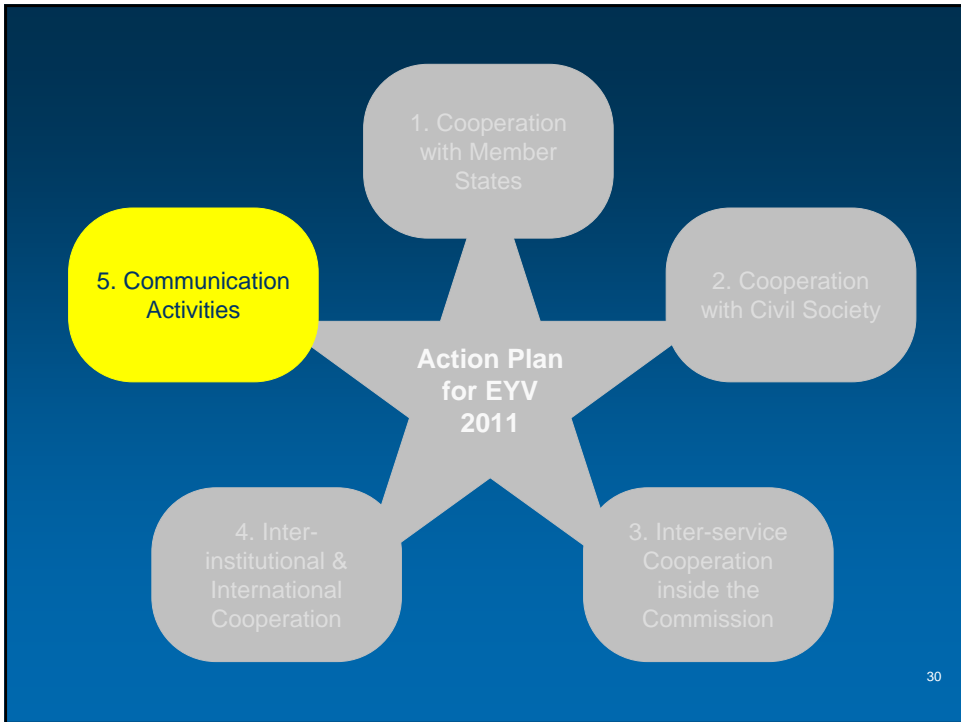 1. Cooperation
with Member
States
5. Communication
Activities
2. Cooperation
with Civil Society
Action Plan
for EYV
2011
4. Inter-
institutional &
International
Cooperation
3. Inter-service
Cooperation
inside the
Commission
30